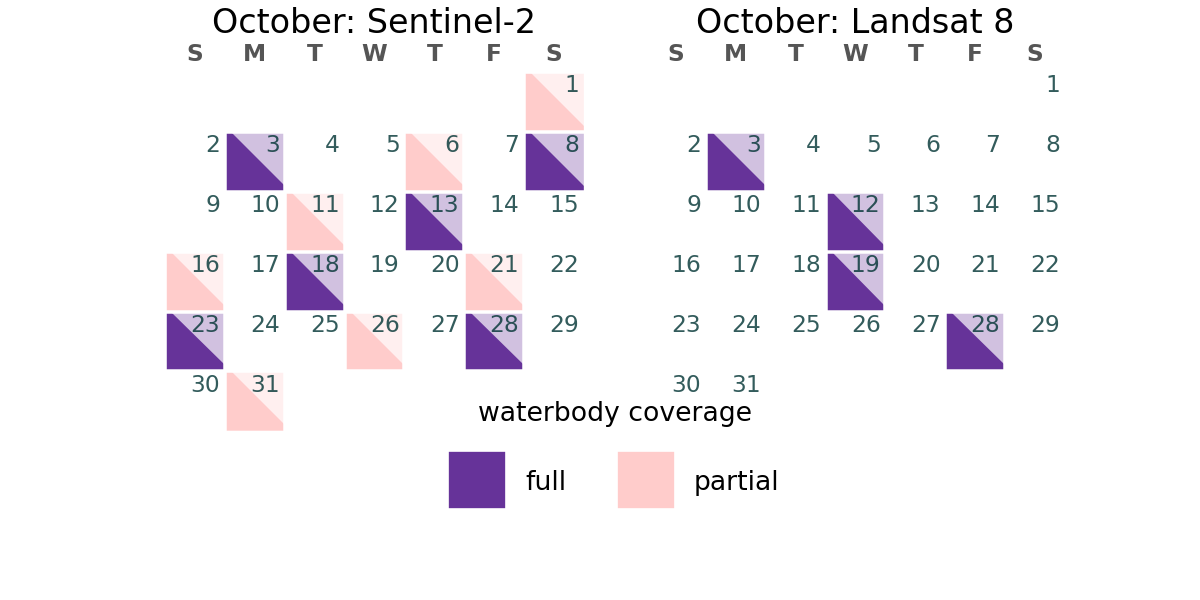 October: Sentinel-2
S M T W T F S
1
2 3 4 5 6 7 8
9 10 11 12 13 14 15
16 17 18 19 20 21 22
23 24 25 26 27 28 29
30 31
October: Landsat 8
S M T W T F S
1
2 3 4 5 6 7 8
9 10 11 12 13 14 15
16 17 18 19 20 21 22
23 24 25 26 27 28 29
30 31
waterbody coverage
full partial